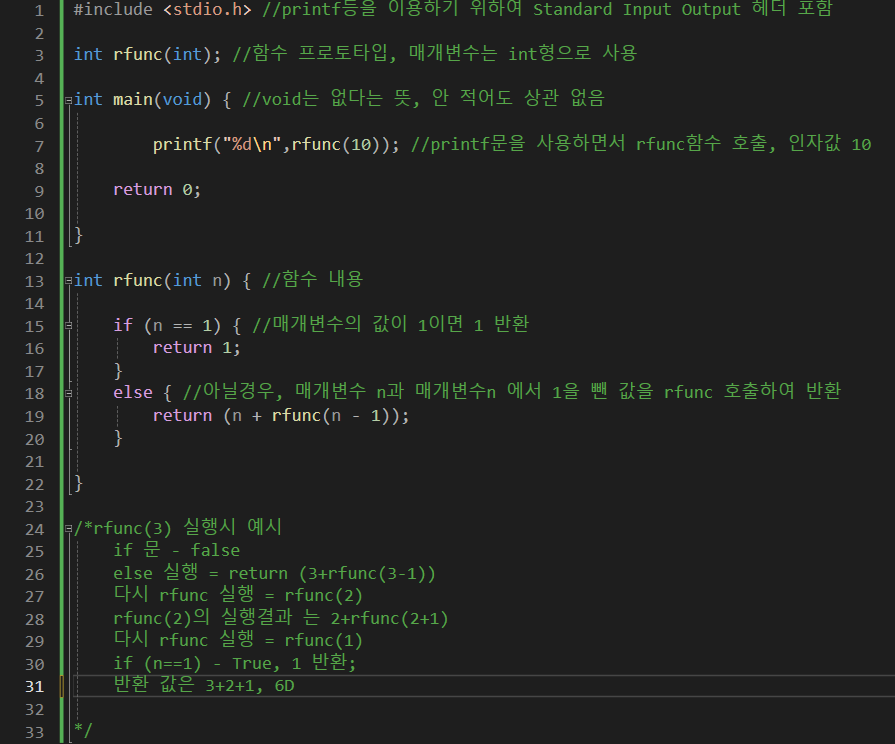 1 #include <stdio.h> //printf등을 이용하기 위하여 Standard Input Output 헤더 포함
2
3 int rfunc(int); //함수 프로토타입, 매개변수는 int형으로 사용
4
5 int main(void) { //void는 없다는 뜻, 안 적어도 상관 없음
6
7 printf("%d\n",rfunc(10)); //printf문을 사용하면서 rfunc함수 호출, 인자값 10
8
9 return 0;
10
11 }
12
13 int rfunc(int n) { //함수 내용
14
15 if (n == 1) { //매개변수의 값이 1이면 1 반환
16 return 1;
17 }
18 else { //아닐경우, 매개변수 n과 매개변수n 에서 1을 뺀 값을 rfunc 호출하여 반환
19 return (n + rfunc(n - 1));
20 }
21
22 }
23
24 /*rfunc(3) 실행시 예시
25 if 문 - false
26 else 실행 = return (3+rfunc(3-1))
27 다시 rfunc 실행 = rfunc(2)
28 rfunc(2)의 실행결과 는 2+rfunc(2+1)
29 다시 rfunc 실행 = rfunc(1)
30 if (n==1) - True, 1 반환;
31 반환 값은 3+2+1, 6D
32
33 */